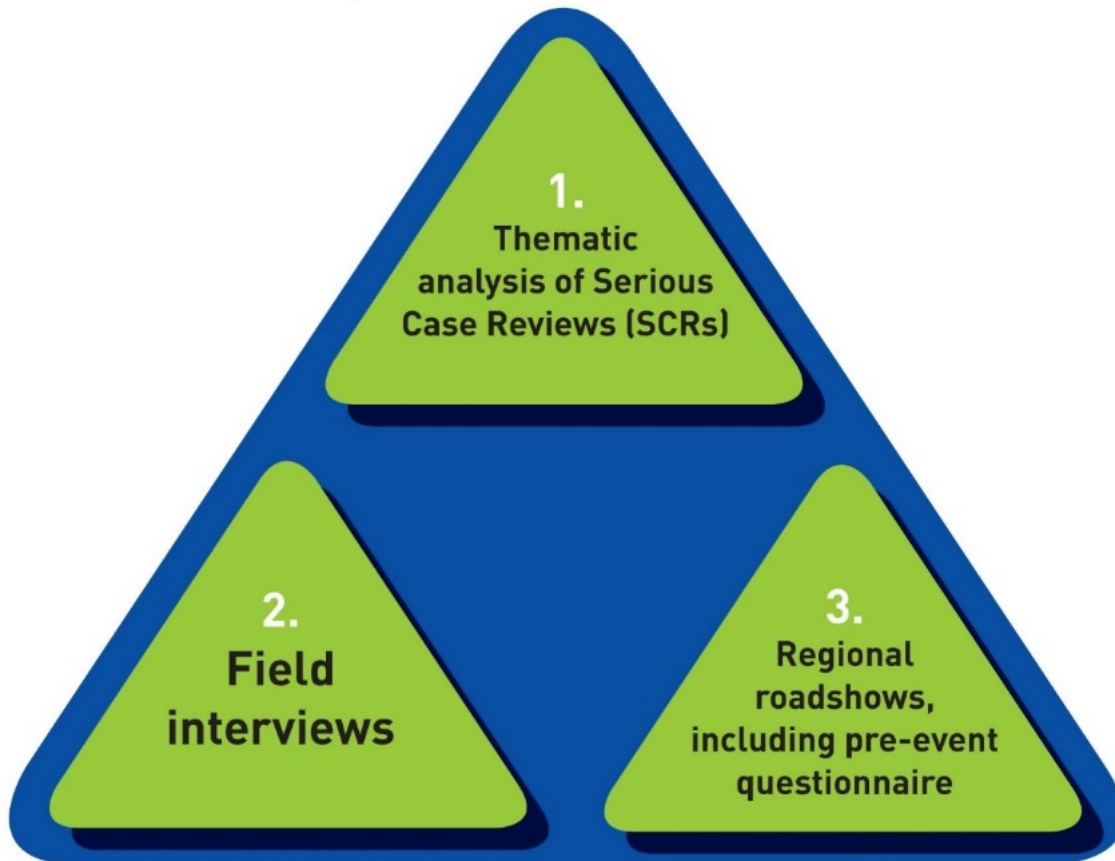 1.
Thematic
analysis of Serious
Case Reviews (SCRs)
2.
Field
interviews
3.
Regional
roadshows,
including pre-event
questionnaire